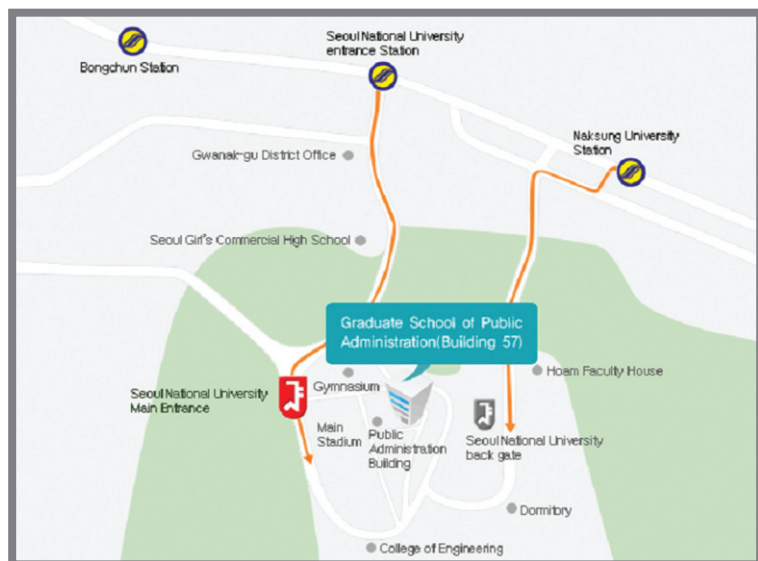 Seoul National University
entrance Station
Bongchun Station
Naksung University
Station
Gwanak-gu District Office
Seoul Girl's Commercial High School
Graduate School of Public
Administration(Building 57)
Hoam Faculty House
Gymnasium
Seoul National University
Main Entrance
Main
Stadium
Public
Administration
Building
Seoul National University
back gate
Dormitory
College of Engineering